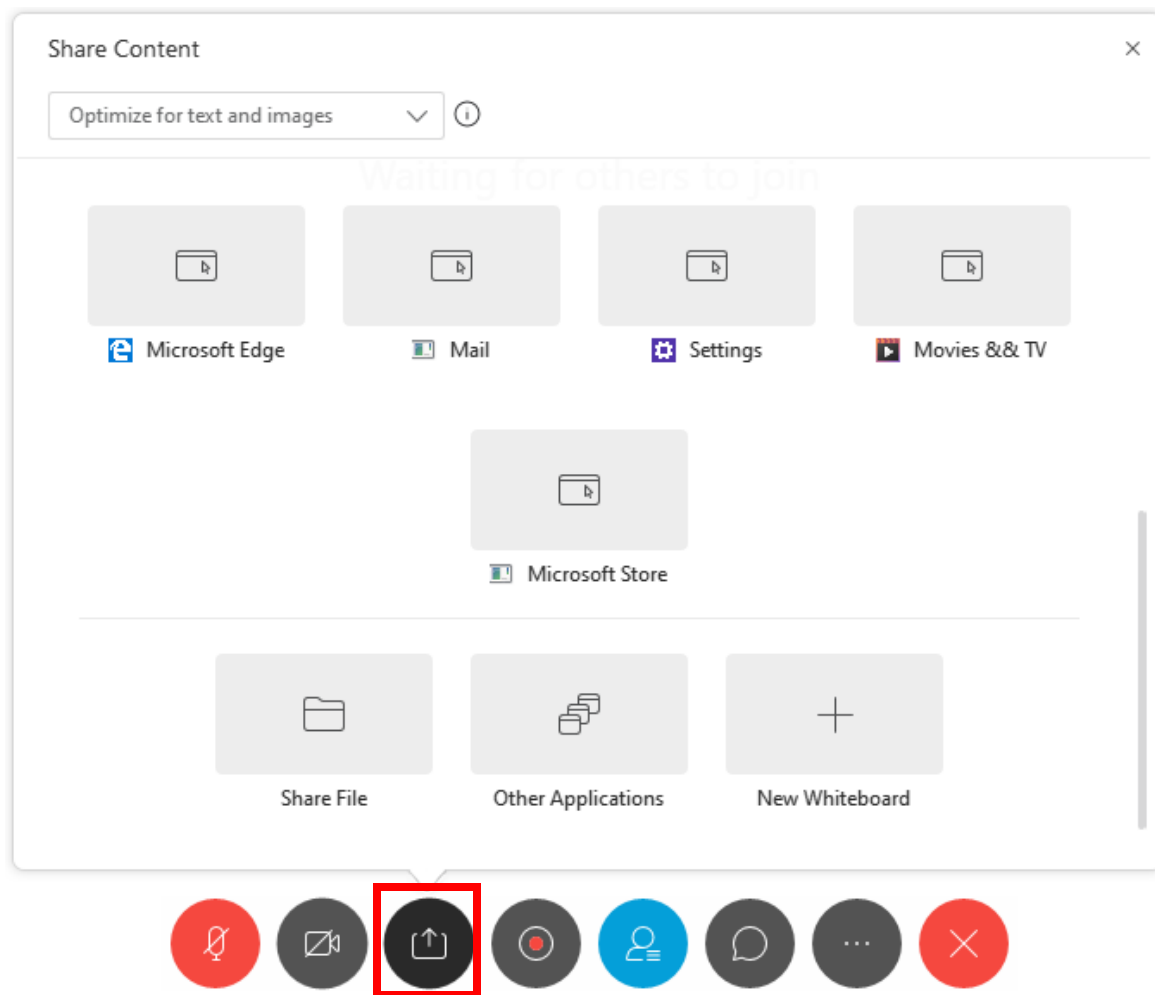 Share Content
Optimize for text and images
Waiting for others to join
Microsoft Edge
Mail
Settings
Movies && TV
Microsoft Store
Share File
Other Applications
New Whiteboard